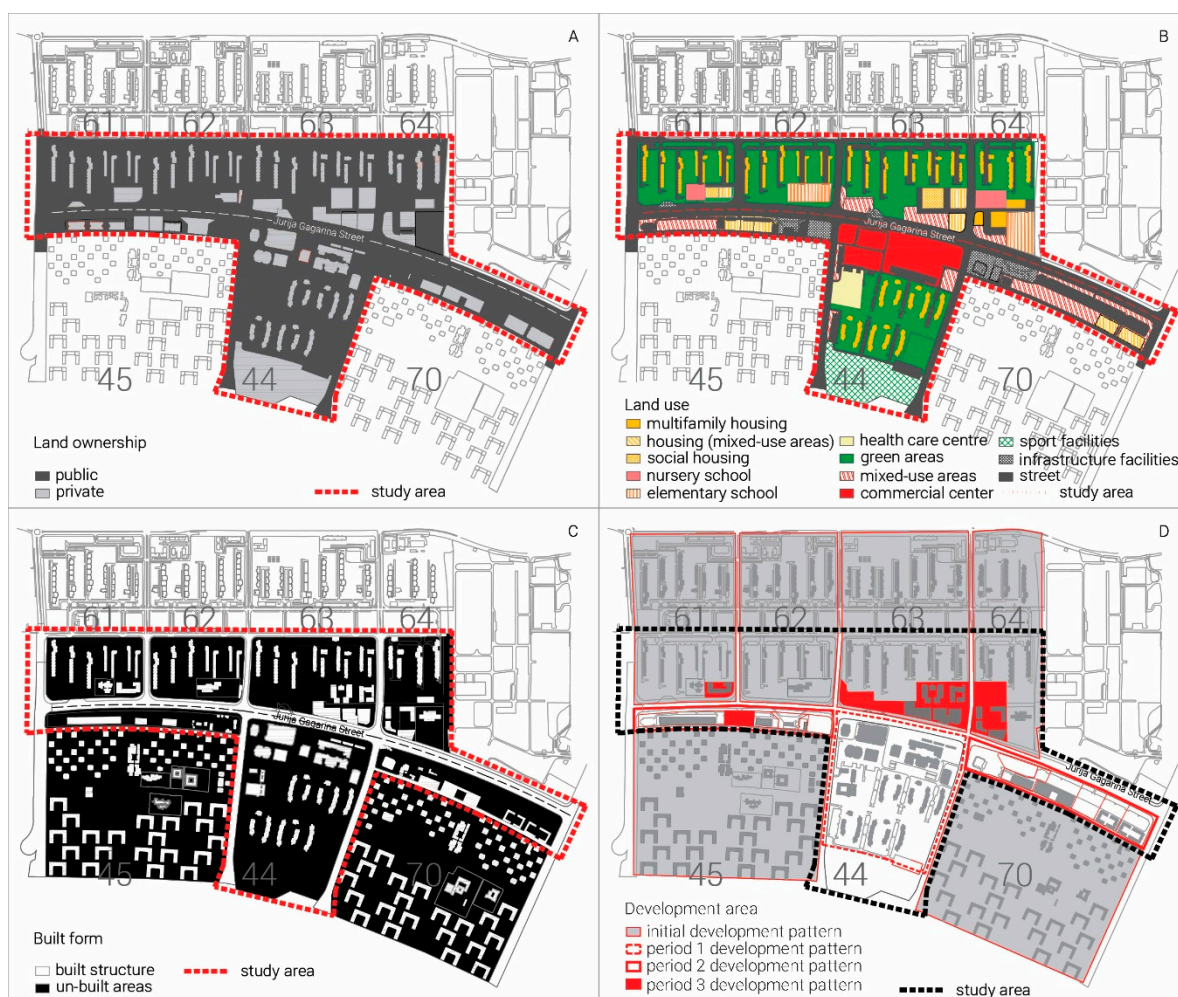 A
61
62
63
64
Jurija Gagarina Street
45
44
70
Land ownership
public
private
study area
B
61
62
63
64
Jurija Gagarina Street
45
44
70
Land use
multifamily housing
housing (mixed-use areas)
social housing
nursery school
elementary school
health care centre
green areas
mixed-use areas
commercial center
sport facilities
infrastructure facilities
street
study area
C
61
62
63
64
Jurija Gagarina Street
45
44
70
Built form
built structure
un-built areas
study area
D
61
62
63
64
Jurija Gagarina Street
45
44
70
Development area
initial development pattern
period 1 development pattern
period 2 development pattern
period 3 development pattern
study area